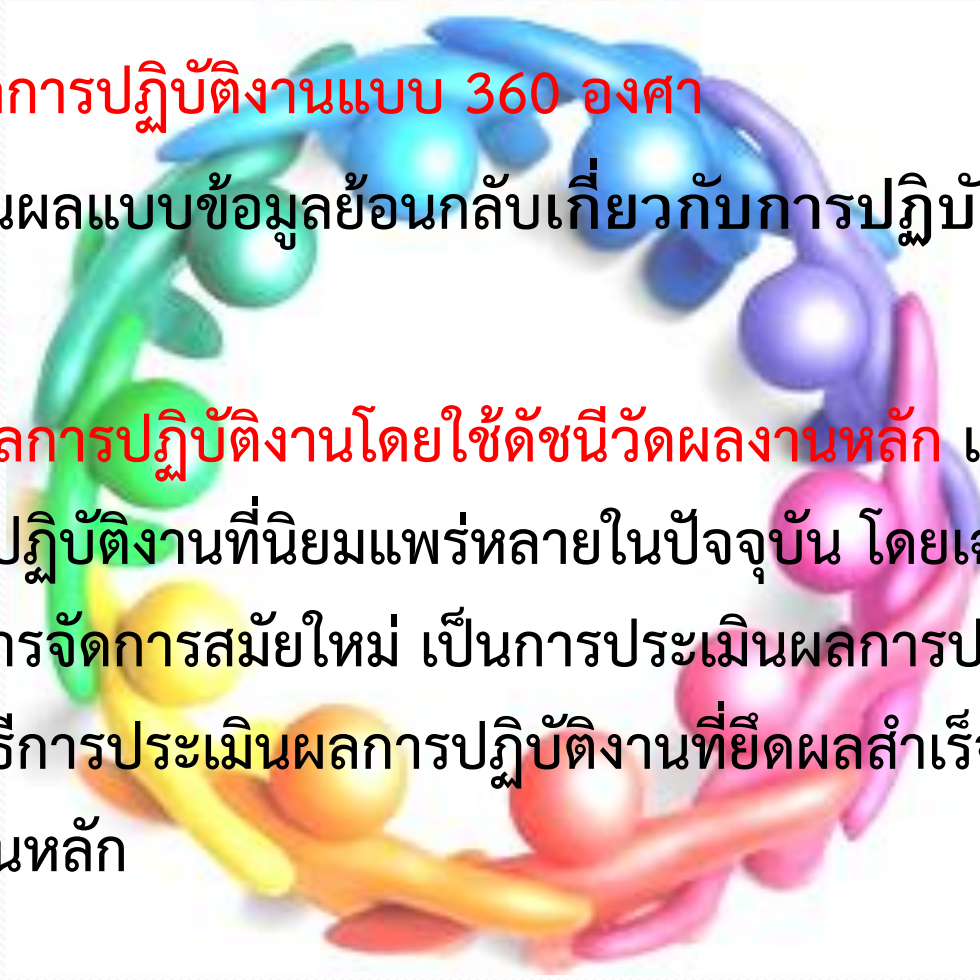 การปฏิบัติงานแบบ 360 องศา
นผลแบบข้อมูลย้อนกลับเกี่ยวกับการปฏิบั
ลการปฏิบัติงานโดยใช้ดัชนีวัดผลงานหลัก เ
ปฏิบัติงานที่นิยมแพร่หลายในปัจจุบัน โดยเ
ารจัดการสมัยใหม่ เป็นการประเมินผลการป
ธีการประเมินผลการปฏิบัติงานที่ยึดผลสำเร็
นหลัก